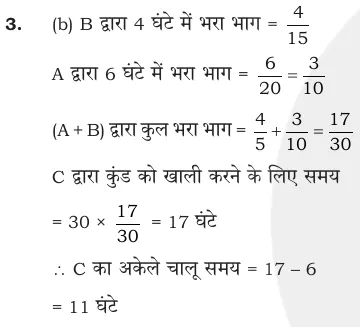 3. (b) B द्वारा 4 घंटे में भरा भाग = 4/15
A द्वारा 6 घंटे में भरा भाग = 6/20 = 3/10
(A + B) द्वारा कुल भरा भाग = 4/5 + 3/10 = 17/30
C द्वारा कुंड को खाली करने के लिए समय
= 30 × 17/30 = 17 घंटे
∴ C का अकेले चालू समय = 17 – 6
= 11 घंटे